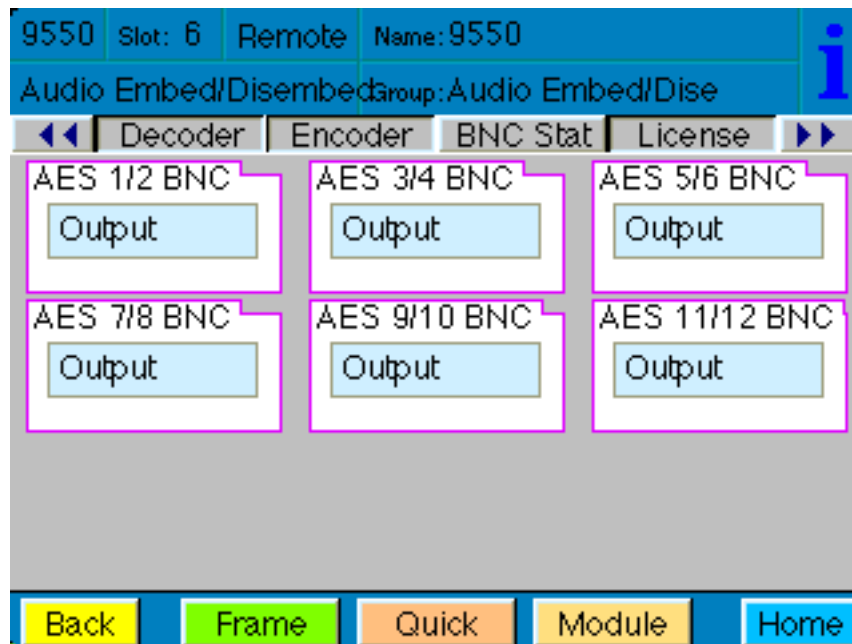 9550 Slot: 6 Remote Name: 9550
Audio Embed/Disembed Group: Audio Embed/Dise
i
Decoder Encoder BNC Stat License
AES 1/2 BNC AES 3/4 BNC AES 5/6 BNC
Output Output Output
AES 7/8 BNC AES 9/10 BNC AES 11/12 BNC
Output Output Output
Back Frame Quick Module Home